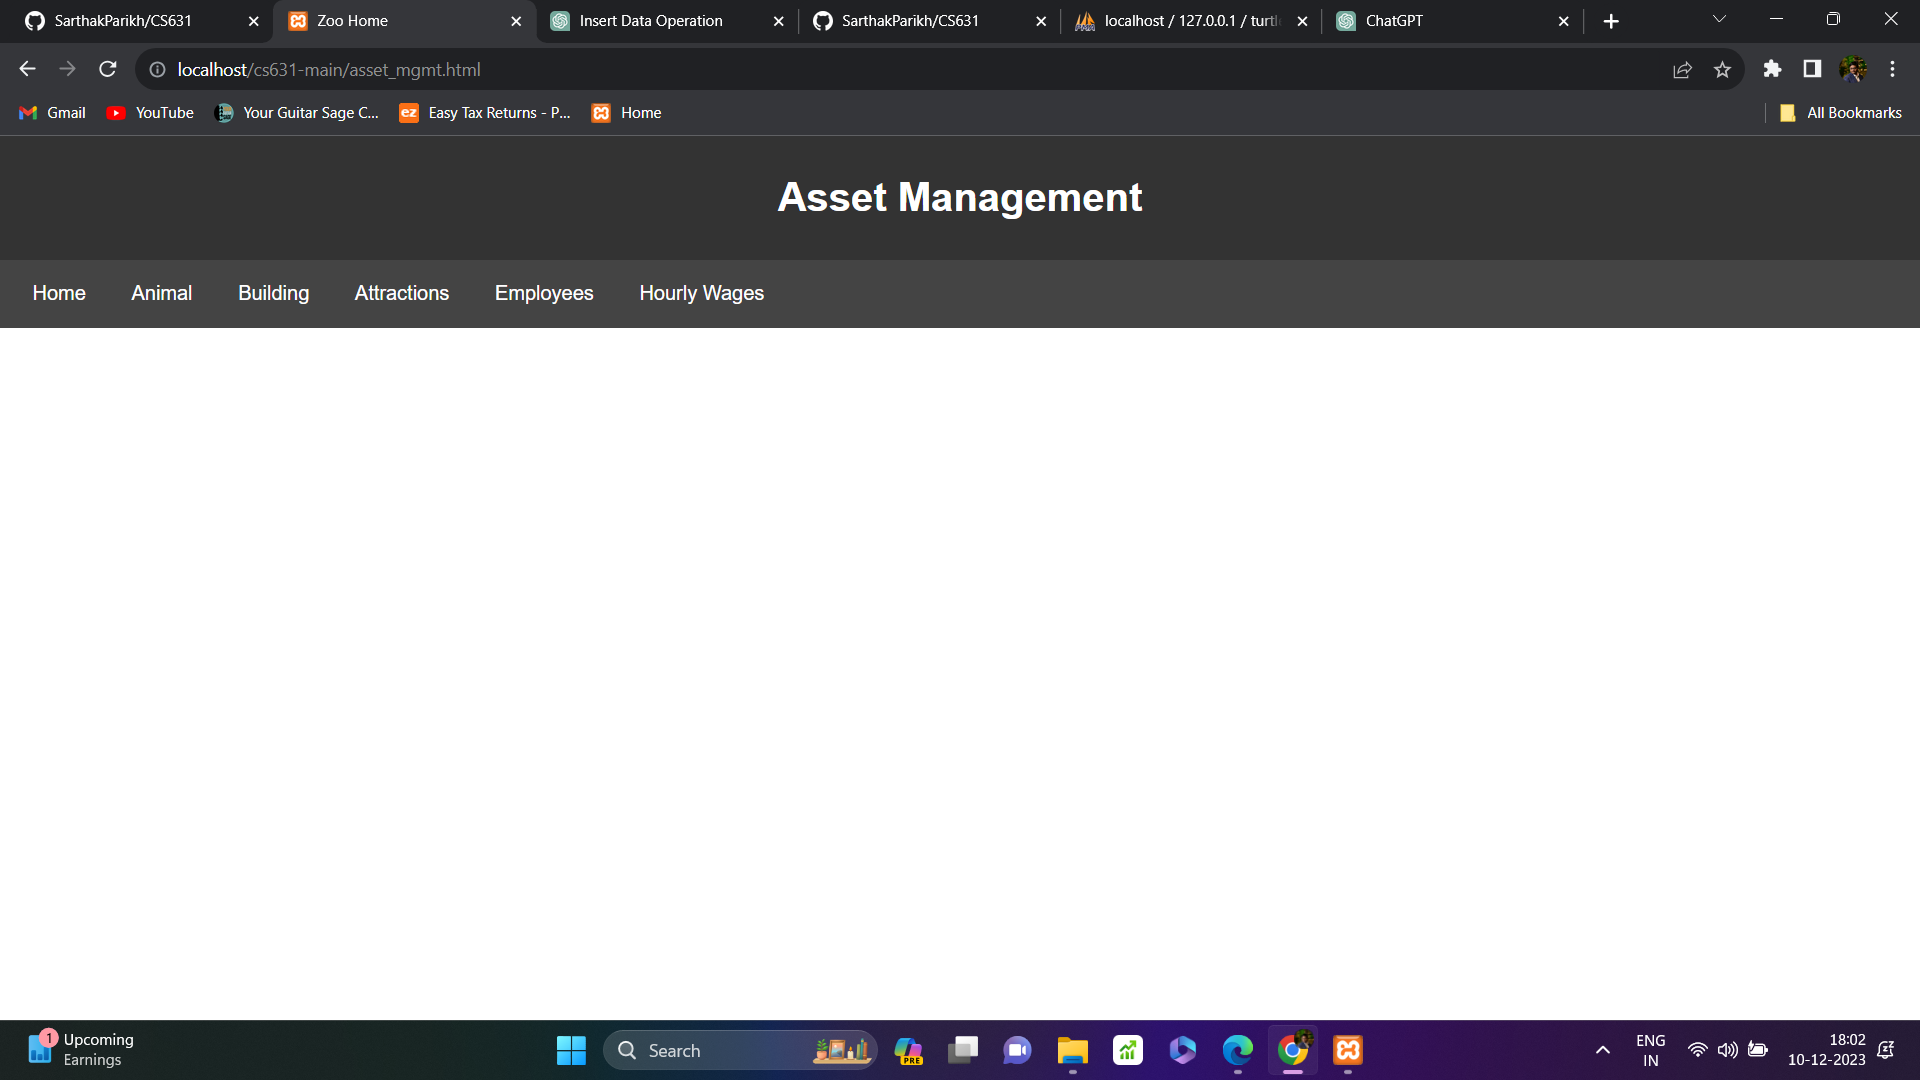 SarthakParikh/CS631
Zoo Home
Insert Data Operation
SarthakParikh/CS631
localhost / 127.0.0.1 / turtl
ChatGPT
localhost/cs631-main/asset_mgmt.html
Gmail
YouTube
Your Guitar Sage C...
ez
Easy Tax Returns - P...
Home
All Bookmarks
Asset Management
Home
Animal
Building
Attractions
Employees
Hourly Wages
1
Upcoming
Earnings
Search
PRE
ENG
IN
18:02
10-12-2023